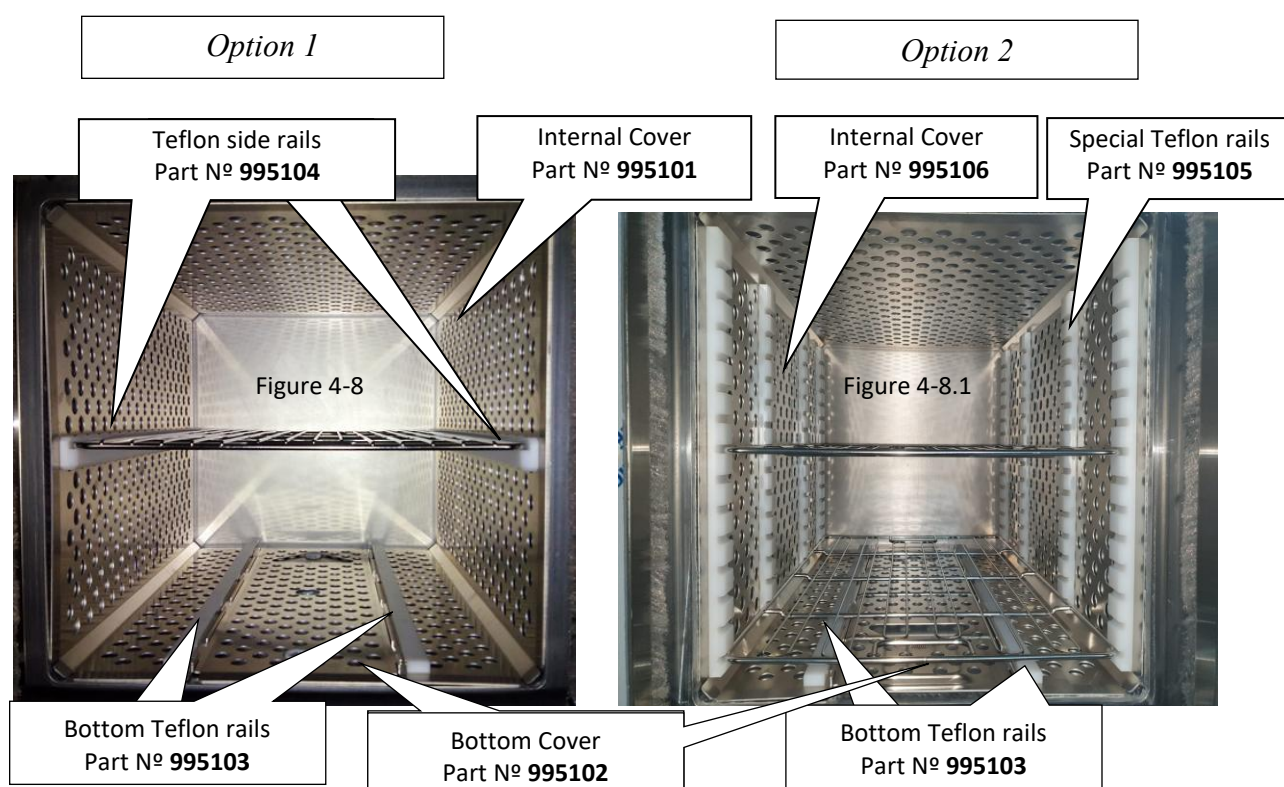 Option 1
Option 2
Teflon side rails
Part Nº 995104
Internal Cover
Part Nº 995101
Internal Cover
Part Nº 995106
Special Teflon rails
Part Nº 995105
Figure 4-8
Figure 4-8.1
Bottom Teflon rails
Part Nº 995103
Bottom Cover
Part Nº 995102
Bottom Teflon rails
Part Nº 995103